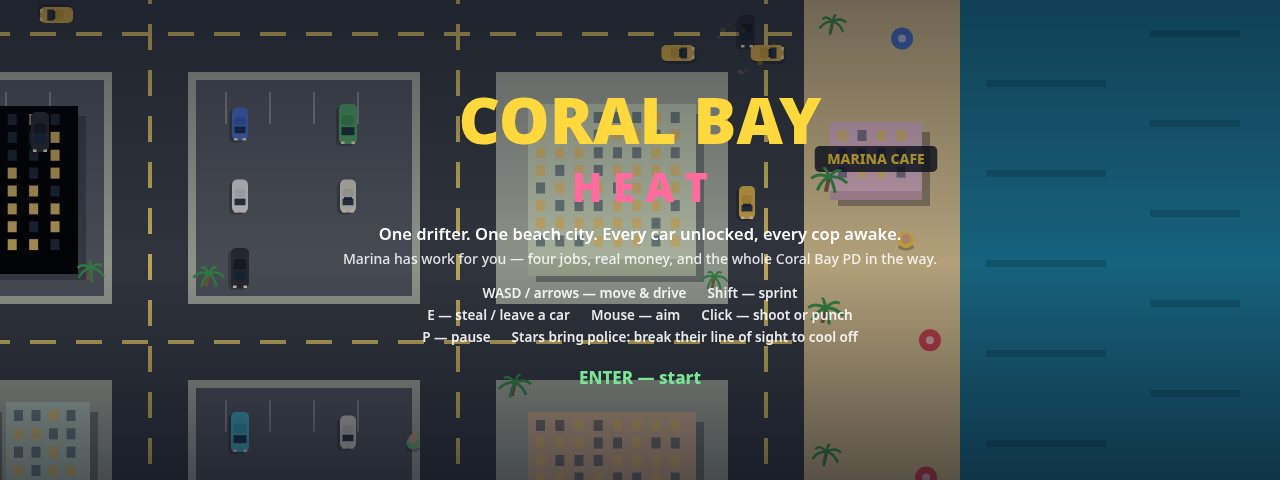 CORAL BAY
HEAT
MARINA CAFE
One drifter. One beach city. Every car unlocked, every cop awake.
Marina has work for you — four jobs, real money, and the whole Coral Bay PD in the way.
WASD / arrows — move & drive Shift — sprint
E — steal / leave a car Mouse — aim Click — shoot or punch
P — pause Stars bring police: break their line of sight to cool off
ENTER — start